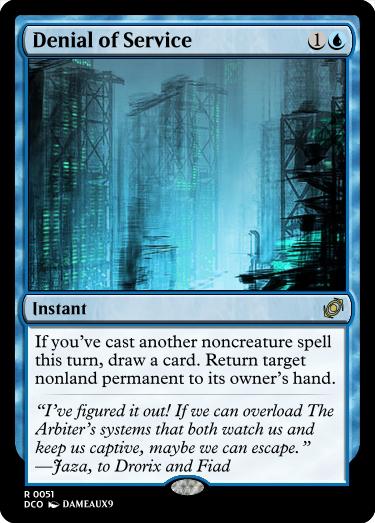 Denial of Service 1
Instant
If you've cast another noncreature spell
this turn, draw a card. Return target
nonland permanent to its owner's hand.
"I've figured it out! If we can overload The
Arbiter's systems that both watch us and
keep us captive, maybe we can escape."
—Jaza, to Drorix and Fiad
R 0051
DCO DAMEAUX9